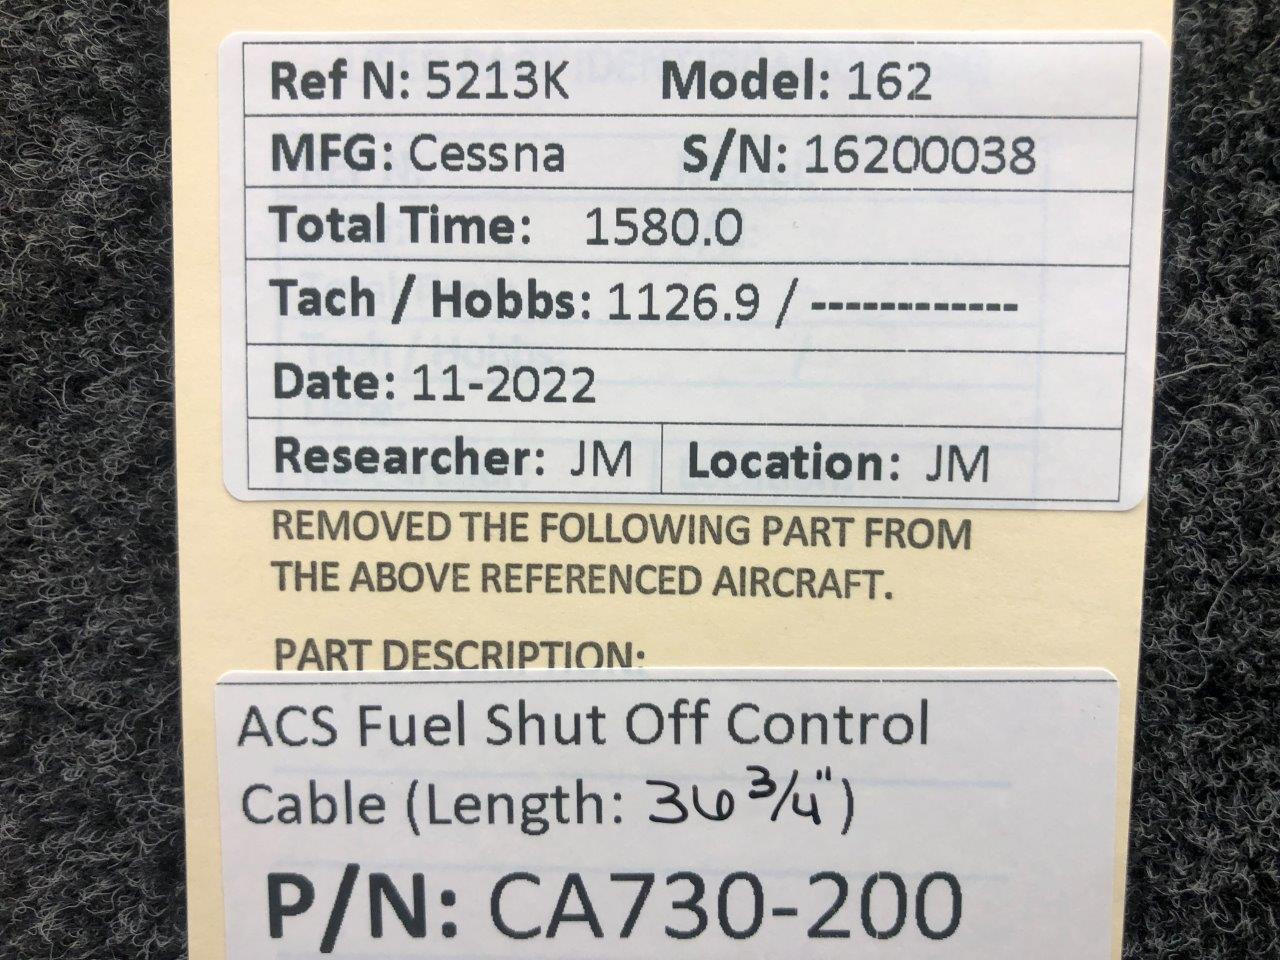 Ref N: 5213K Model: 162
MFG: Cessna S/N: 16200038
Total Time: 1580.0
Tach / Hobbs: 1126.9 / ------------
Date: 11-2022
Researcher: JM Location: JM
REMOVED THE FOLLOWING PART FROM
THE ABOVE REFERENCED AIRCRAFT.
PART DESCRIPTION:
ACS Fuel Shut Off Control
Cable (Length: 36 3/4")
P/N: CA730-200